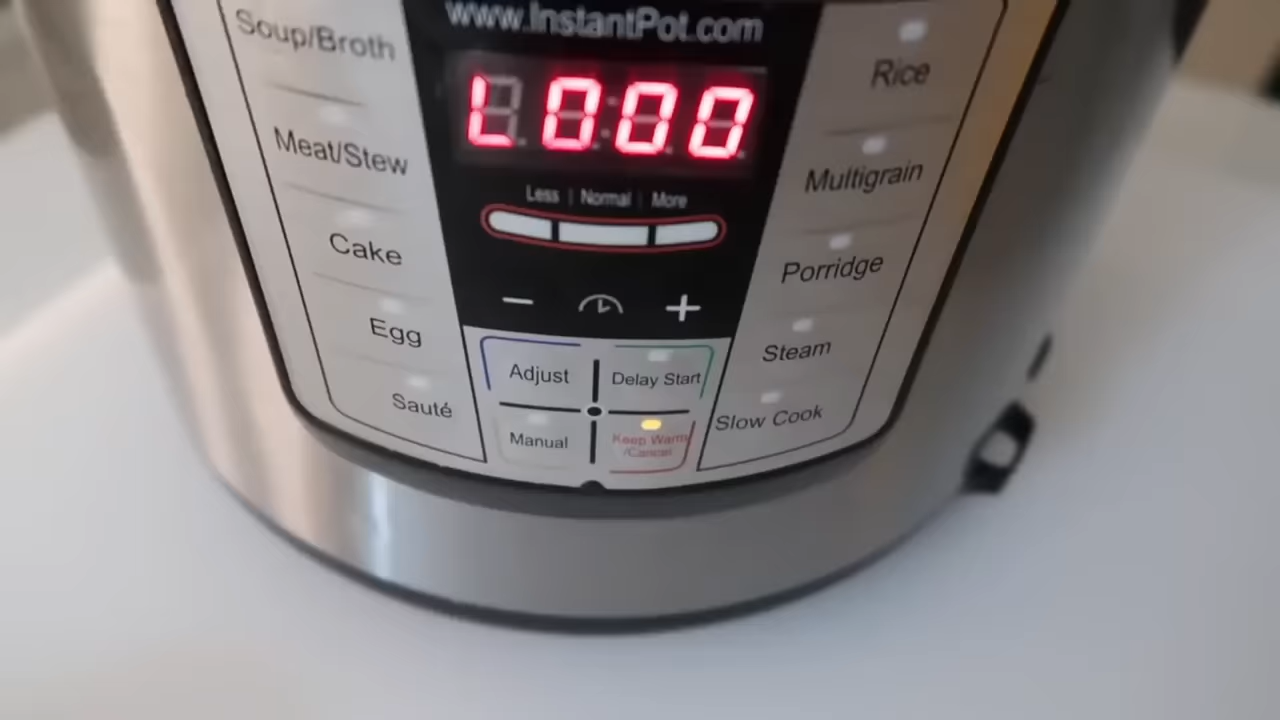 www.InstantPot.com
L000
Less | Normal | More
− +
Soup/Broth
Meat/Stew
Cake
Egg
Sauté
Adjust
Delay Start
Manual
Keep Warm
/Cancel
Rice
Multigrain
Porridge
Steam
Slow Cook